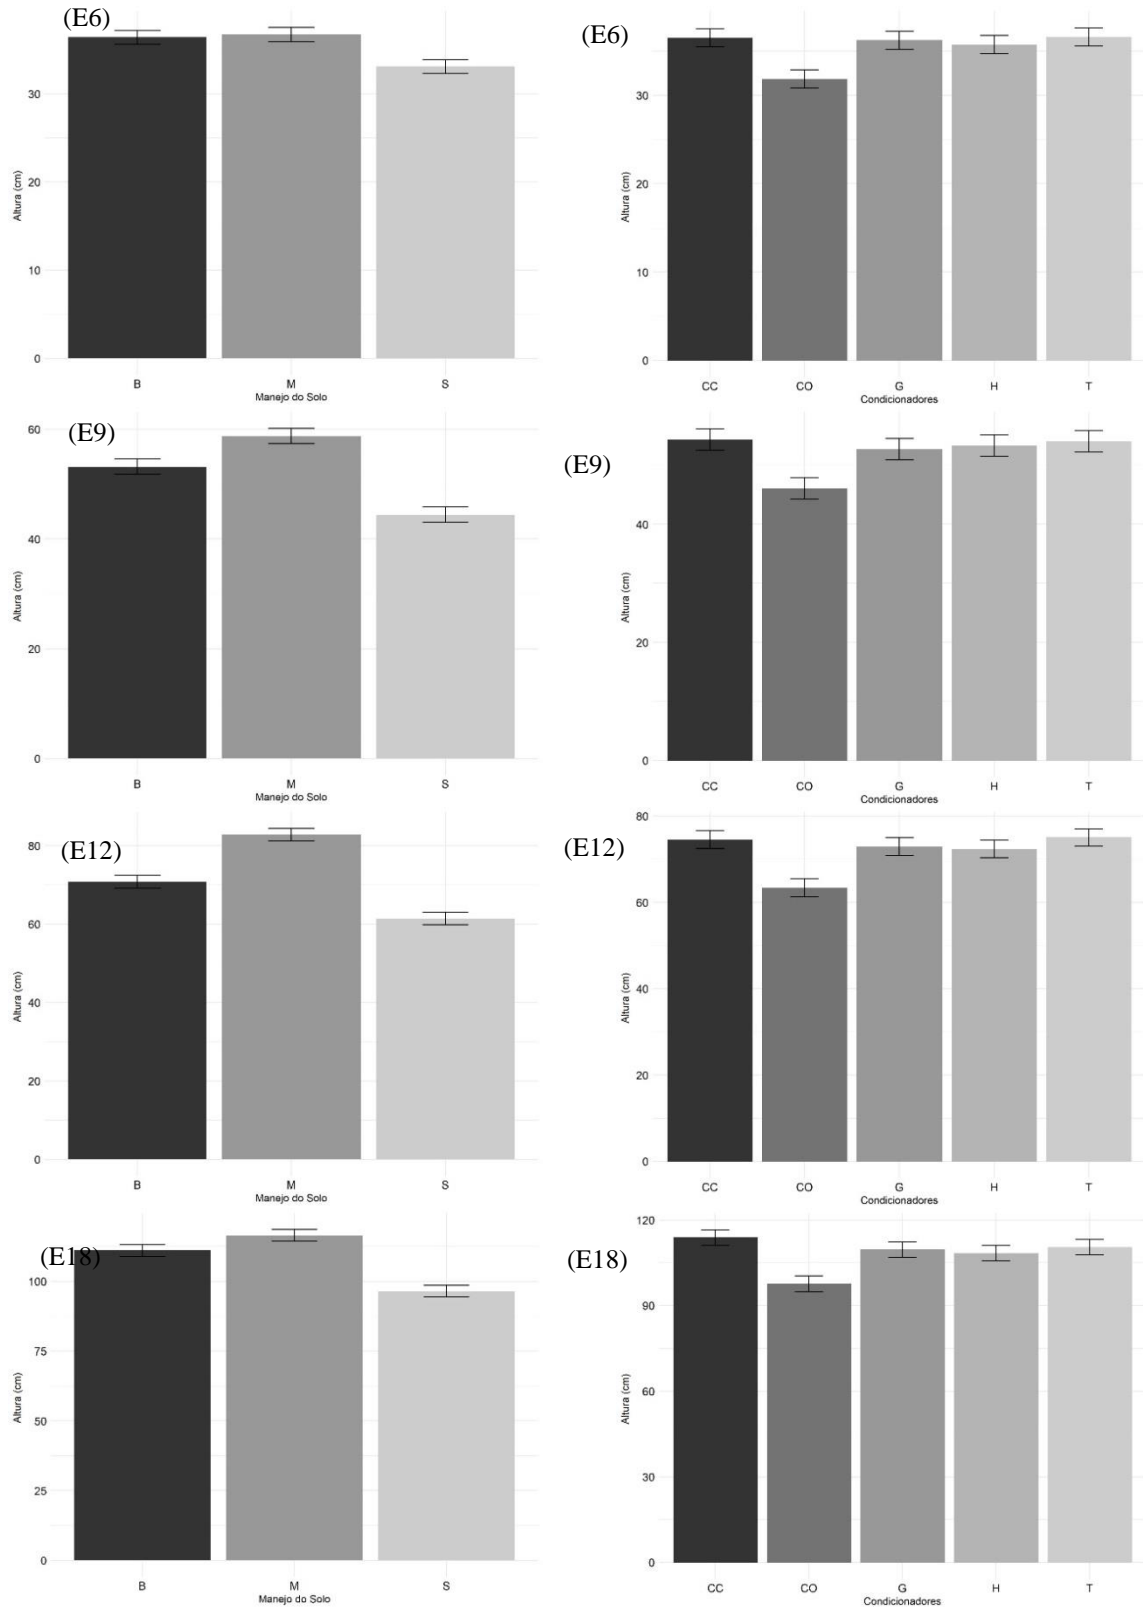 (E6)
30
20
10
0
Altura (cm)
B M S
Manejo do Solo
(E6)
30
20
10
0
Altura (cm)
CC CO G H T
Condicionadores
(E9)
60
40
20
0
Altura (cm)
B M S
Manejo do Solo
(E9)
40
20
0
Altura (cm)
CC CO G H T
Condicionadores
(E12)
80
60
40
20
0
Altura (cm)
B M S
Manejo do Solo
(E12)
80
60
40
20
0
Altura (cm)
CC CO G H T
Condicionadores
(E18)
100
75
50
25
0
Altura (cm)
B M S
Manejo do Solo
(E18)
120
90
60
30
0
Altura (cm)
CC CO G H T
Condicionadores